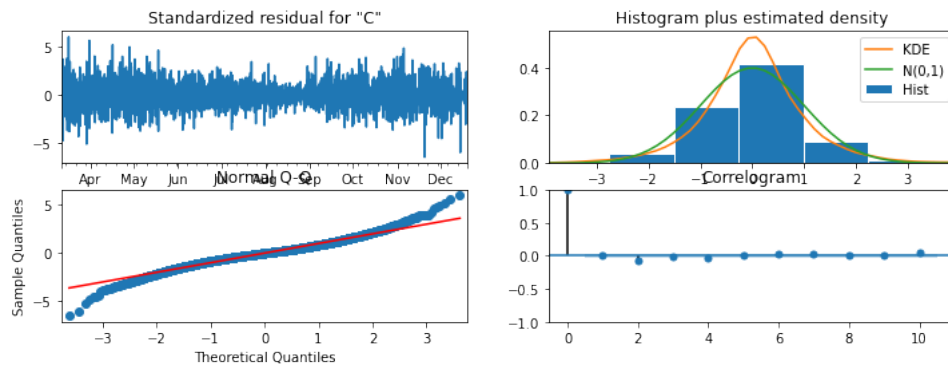 Standardized residual for "C"
5
0
−5
Apr May Jun Jul Aug Sep Oct Nov Dec
Histogram plus estimated density
KDE
N(0,1)
Hist
0.4
0.2
0.0
−3 −2 −1 0 1 2 3
Normal Q-Q
Sample Quantiles
5
0
−5
−3 −2 −1 0 1 2 3
Theoretical Quantiles
Correlogram
1.0
0.5
0.0
−0.5
−1.0
0 2 4 6 8 10